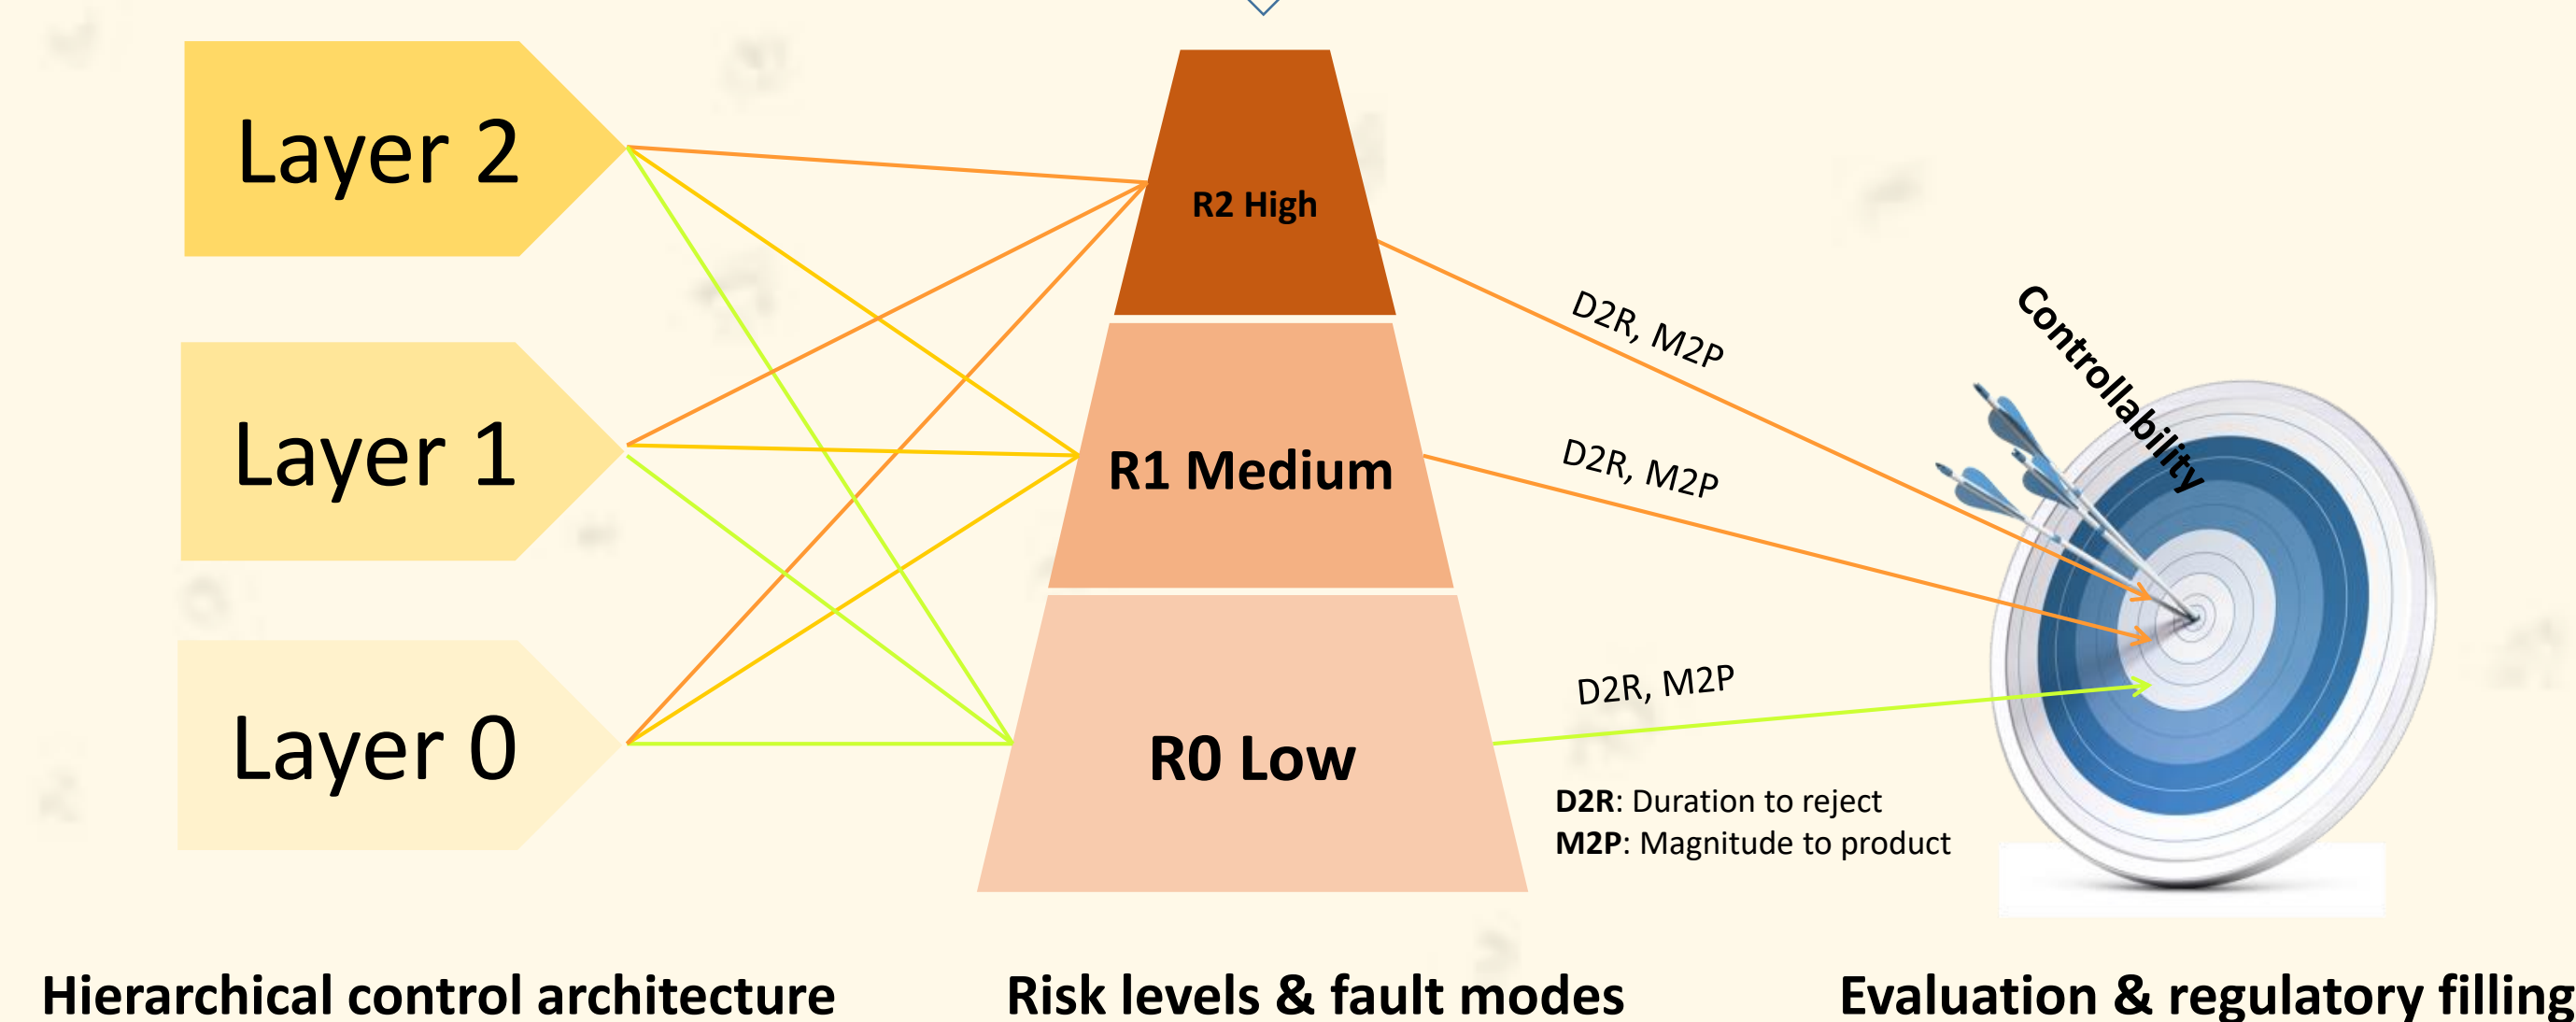 Layer 2
Layer 1
Layer 0
R2 High
R1 Medium
R0 Low
D2R, M2P
D2R, M2P
D2R, M2P
Controllability
D2R: Duration to reject
M2P: Magnitude to product
Hierarchical control architecture
Risk levels & fault modes
Evaluation & regulatory filling